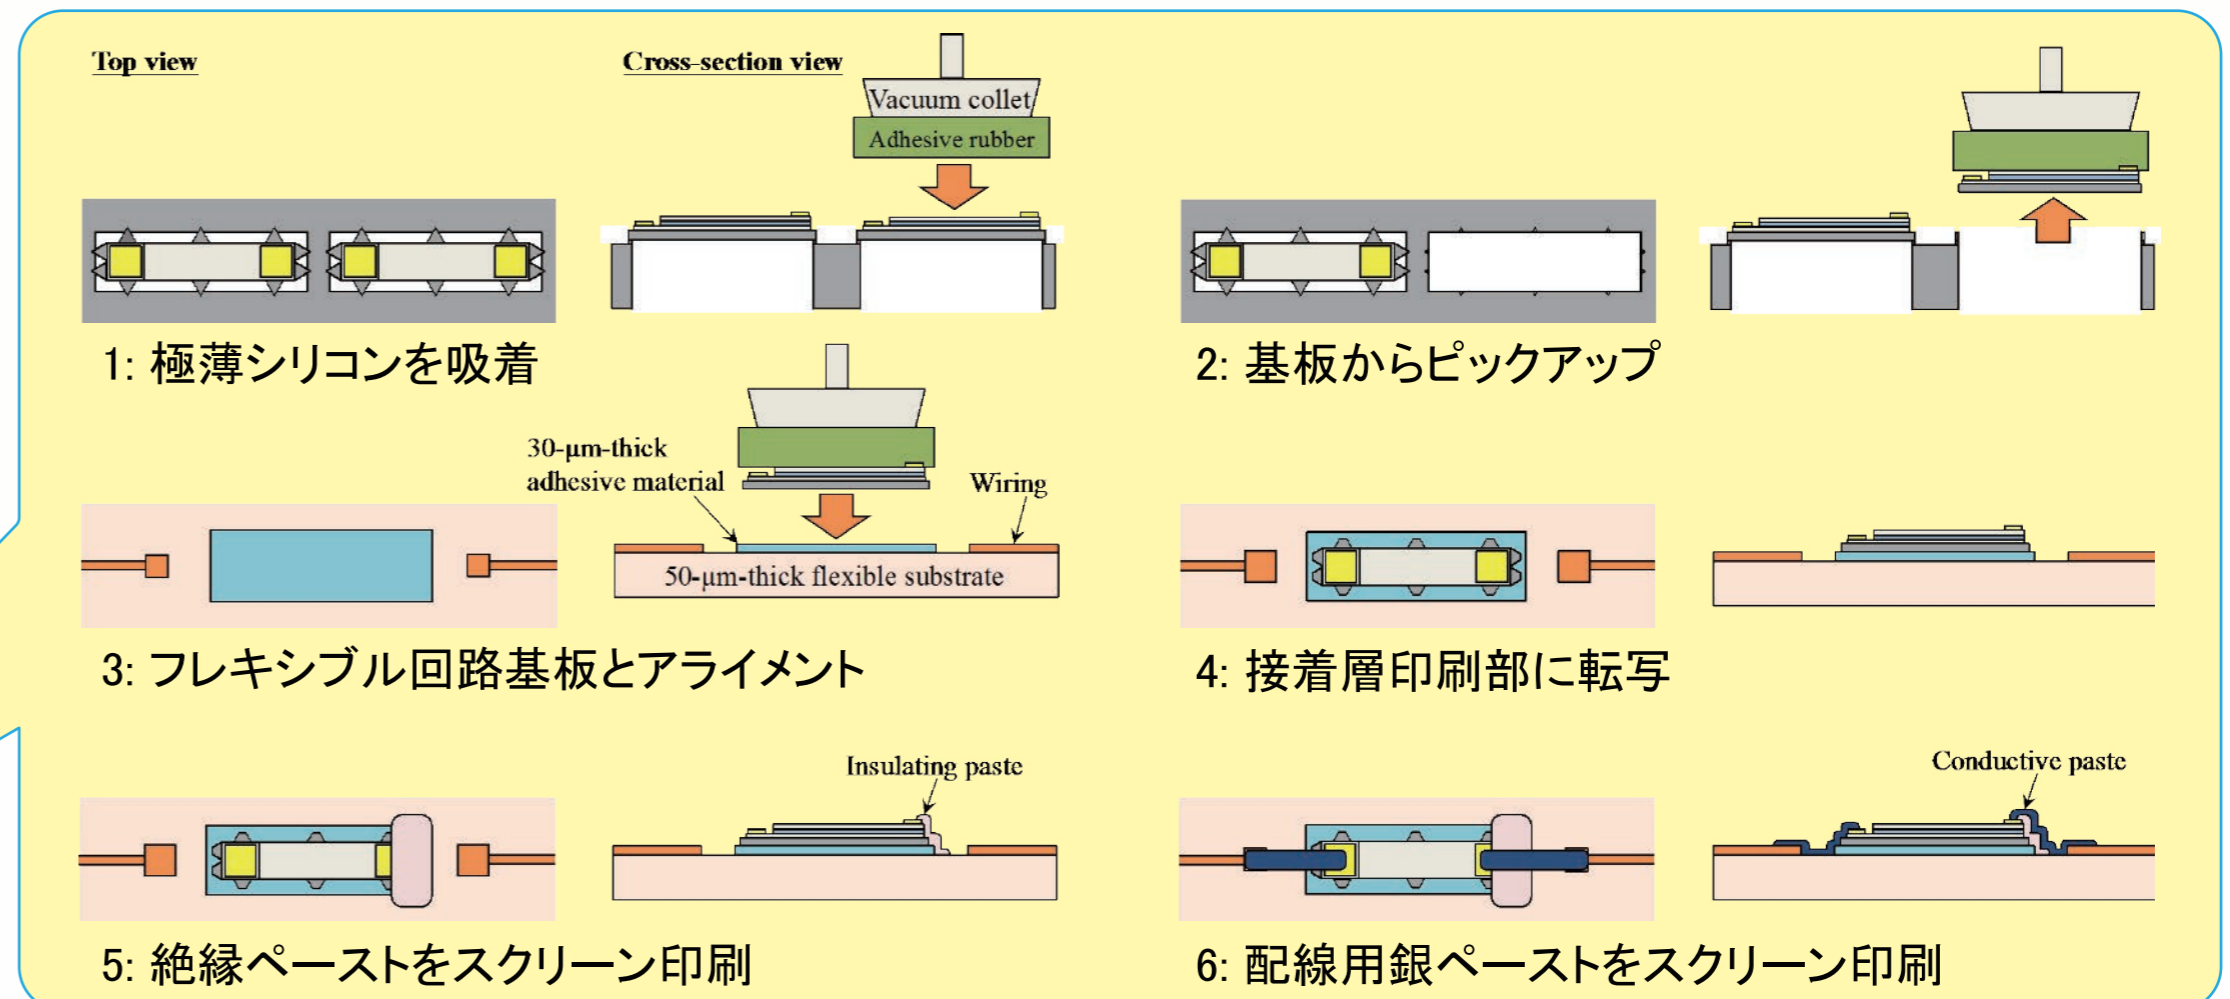 Top view
Cross-section view
Vacuum collet
Adhesive rubber
1: 極薄シリコンを吸着
2: 基板からピックアップ
30-μm-thick
adhesive material
Wiring
50-μm-thick flexible substrate
3: フレキシブル回路基板とアライメント
4: 接着層印刷部に転写
Insulating paste
Conductive paste
5: 絶縁ペーストをスクリーン印刷
6: 配線用銀ペーストをスクリーン印刷